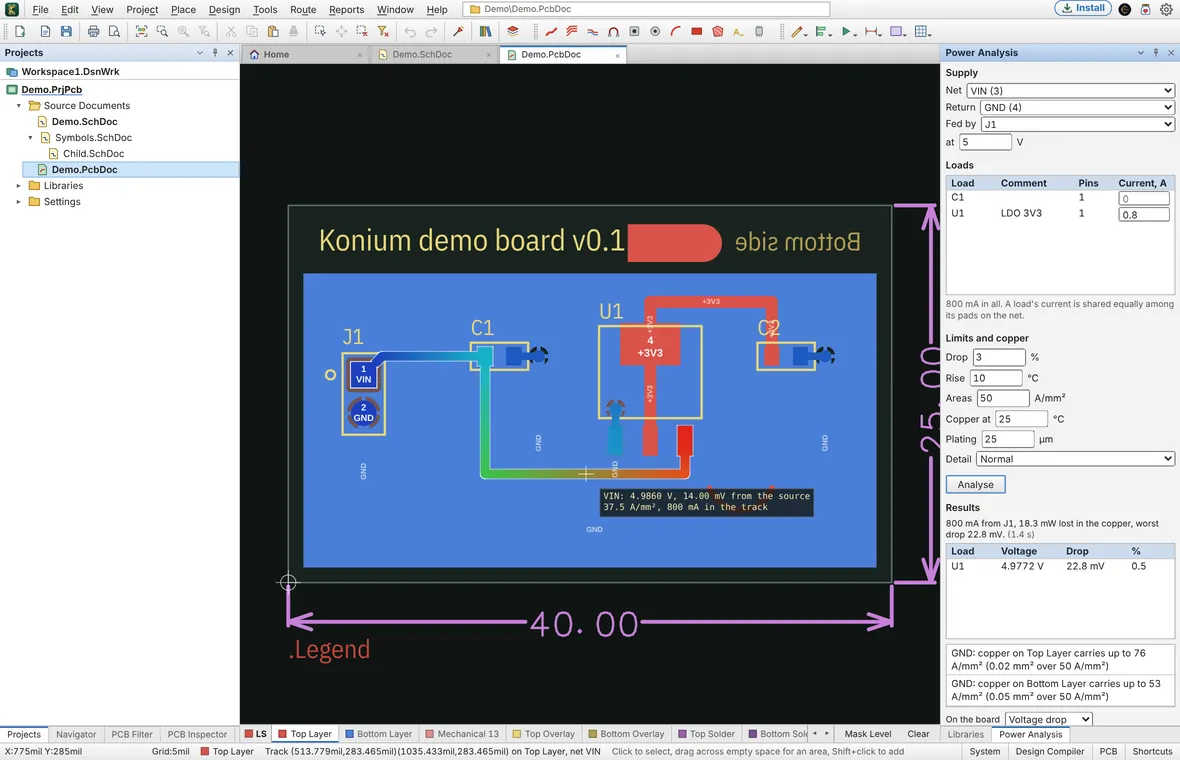 File Edit View Project Place Design Tools Route Reports Window Help Demo\Demo.PcbDoc Install
Projects
Workspace1.DsnWrk
Demo.PrjPcb
Source Documents
Demo.SchDoc
Symbols.SchDoc
Child.SchDoc
Demo.PcbDoc
Libraries
Settings
Home Demo.SchDoc Demo.PcbDoc
Konium demo board v0.1 Bottom side
J1
1
VIN
2
GND
C1
U1
+3V3
+3V3
4
+3V3
+3V3
C2
GND
GND
GND
GND
GND
VIN: 4.9860 V, 14.00 mV from the source
37.5 A/mm², 800 mA in the track
25.00
40.00
.Legend
Power Analysis
Supply
Net VIN (3)
Return GND (4)
Fed by J1
at 5 V
Loads
Load Comment Pins Current, A
C1 1 0
U1 LDO 3V3 1 0.8
800 mA in all. A load's current is shared equally among
its pads on the net.
Limits and copper
Drop 3 %
Rise 10 °C
Areas 50 A/mm²
Copper at 25 °C
Plating 25 µm
Detail Normal
Analyse
Results
800 mA from J1, 18.3 mW lost in the copper, worst
drop 22.8 mV. (1.4 s)
Load Voltage Drop %
U1 4.9772 V 22.8 mV 0.5
GND: copper on Top Layer carries up to 76
A/mm² (0.02 mm² over 50 A/mm²)
GND: copper on Bottom Layer carries up to 53
A/mm² (0.05 mm² over 50 A/mm²)
On the board Voltage drop
Projects Navigator PCB Filter PCB Inspector LS Top Layer Bottom Layer Mechanical 13 Top Overlay Bottom Overlay Top Solder Bottom Sol Mask Level Clear Libraries Power Analysis
X:775mil Y:285mil Grid:5mil Top Layer Track (513.779mil,283.465mil)(1035.433mil,283.465mil) on Top Layer, net VIN Click to select, drag across empty space for an area, Shift+click to add System Design Compiler PCB Shortcuts